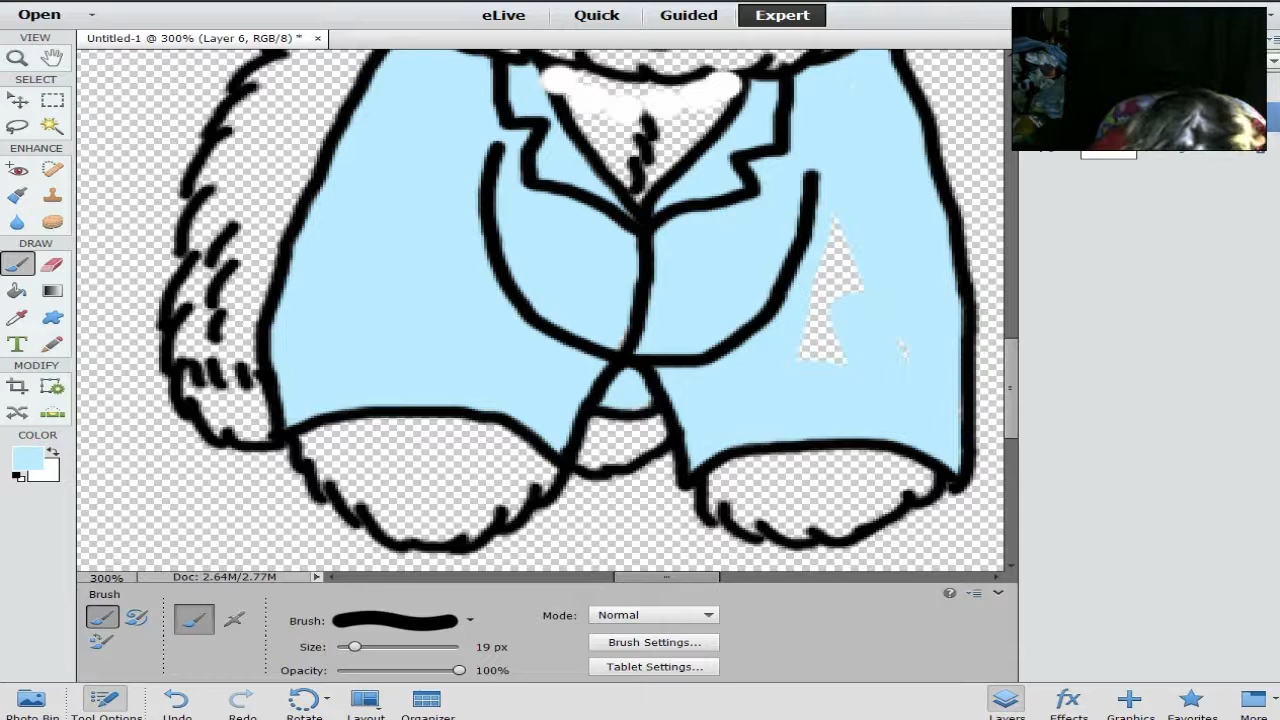 Open
eLive
Quick
Guided
Expert
VIEW
Untitled-1 @ 300% (Layer 6, RGB/8) * ×
SELECT
ENHANCE
DRAW
T
MODIFY
COLOR
300%
Doc: 2.64M/2.77M
Brush
Brush:
Mode: Normal
Size: 19 px
Brush Settings...
Opacity: 100%
Tablet Settings...
Photo Bin
Tool Options
Undo
Redo
Rotate
Layout
Organizer
Layers
fx
Effects
Graphics
Favorites
More